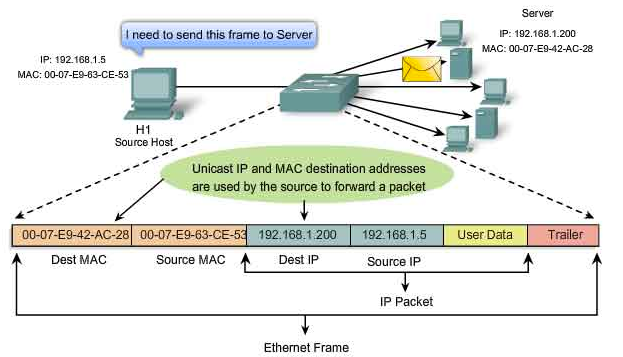 I need to send this frame to Server
Server
IP: 192.168.1.200
MAC: 00-07-E9-42-AC-28
IP: 192.168.1.5
MAC: 00-07-E9-63-CE-53
H1
Source Host
Unicast IP and MAC destination addresses
are used by the source to forward a packet
00-07-E9-42-AC-28 00-07-E9-63-CE-53 192.168.1.200 192.168.1.5 User Data Trailer
Dest MAC Source MAC Dest IP Source IP
IP Packet
Ethernet Frame